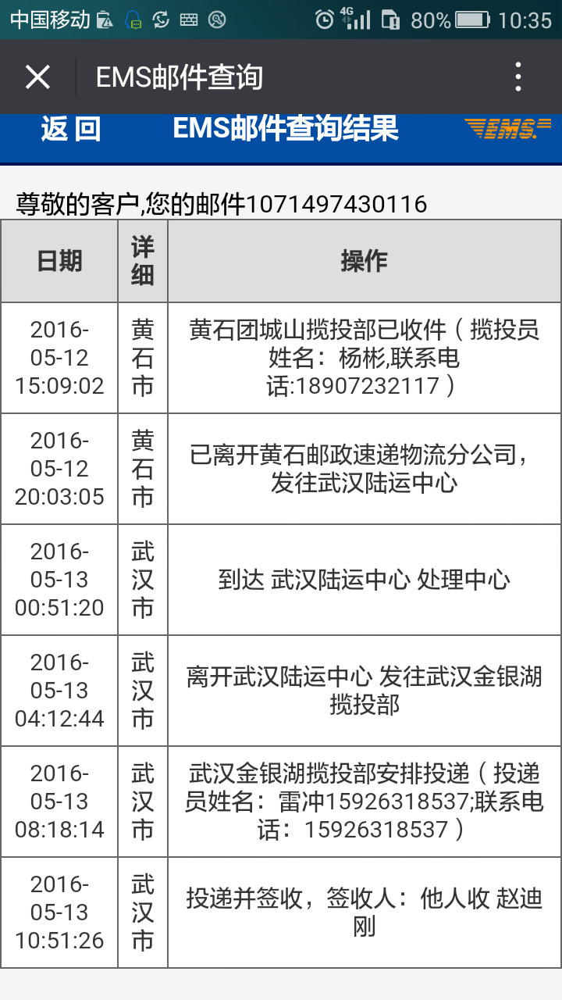 中国移动 4G 80% 10:35
EMS邮件查询
返 回 EMS邮件查询结果 EMS
尊敬的客户,您的邮件1071497430116
日期 详细 操作
2016-
05-12
15:09:02
黄
石
市
黄石团城山揽投部已收件（揽投员
姓名：杨彬,联系电
话:18907232117）
2016-
05-12
20:03:05
黄
石
市
已离开黄石邮政速递物流分公司，
发往武汉陆运中心
2016-
05-13
00:51:20
武
汉
市
到达 武汉陆运中心 处理中心
2016-
05-13
04:12:44
武
汉
市
离开武汉陆运中心 发往武汉金银湖
揽投部
2016-
05-13
08:18:14
武
汉
市
武汉金银湖揽投部安排投递（投递
员姓名：雷冲15926318537;联系电
话：15926318537）
2016-
05-13
10:51:26
武
汉
市
投递并签收，签收人：他人收 赵迪
刚